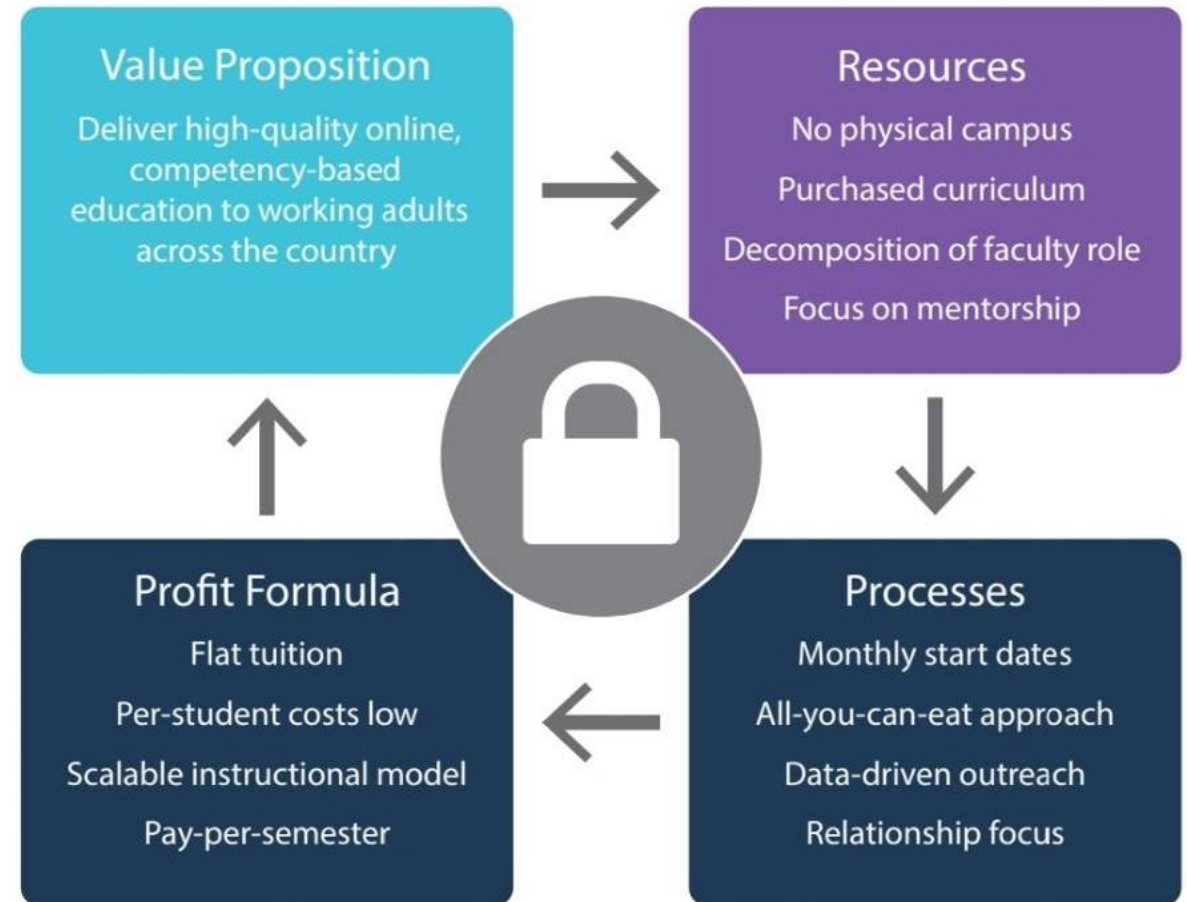 Value Proposition
Deliver high-quality online,
competency-based
education to working adults
across the country
Resources
No physical campus
Purchased curriculum
Decomposition of faculty role
Focus on mentorship
Profit Formula
Flat tuition
Per-student costs low
Scalable instructional model
Pay-per-semester
Processes
Monthly start dates
All-you-can-eat approach
Data-driven outreach
Relationship focus